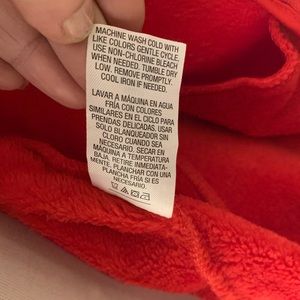 MACHINE WASH COLD WITH
LIKE COLORS GENTLE CYCLE.
USE NON-CHLORINE BLEACH
WHEN NEEDED. TUMBLE DRY
LOW, REMOVE PROMPTLY.
COOL IRON IF NEEDED.
LAVAR A MÁQUINA EN AGUA
FRÍA CON COLORES
SIMILARES EN EL CICLO PARA
PRENDAS DELICADAS. USAR
SOLO BLANQUEADOR SIN
CLORO CUANDO SEA
NECESARIO. SECAR EN
MÁQUINA A TEMPERATURA
BAJA. RETIRE INMEDIATA-
MENTE. PLANCHAR CON
PLANCHA FRÍA SI ES
NECESARIO.